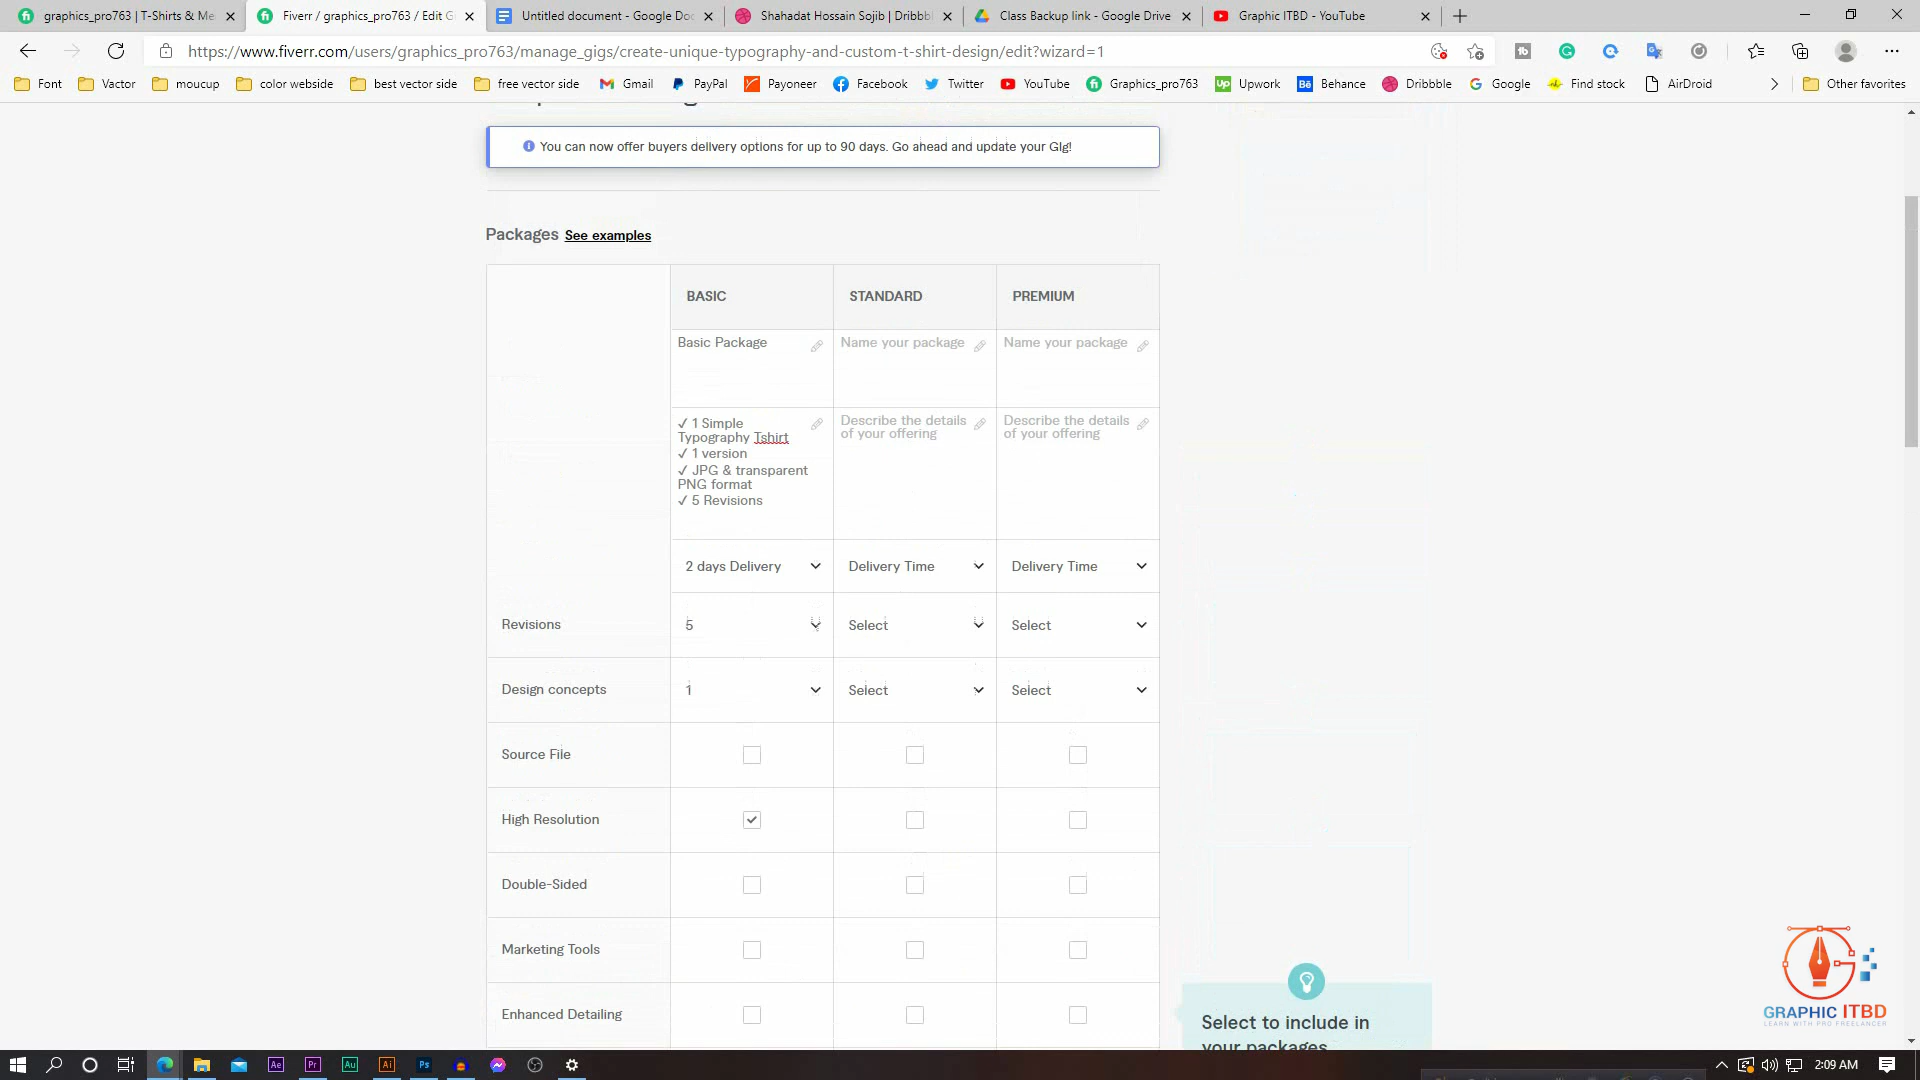 graphics_pro763 | T-Shirts & Me
Fiverr / graphics_pro763 / Edit G
Untitled document - Google Doc
Shahadat Hossain Sojib | Dribbbl
Class Backup link - Google Drive
Graphic ITBD - YouTube
https://www.fiverr.com/users/graphics_pro763/manage_gigs/create-unique-typography-and-custom-t-shirt-design/edit?wizard=1
Font
Vactor
moucup
color webside
best vector side
free vector side
Gmail
PayPal
Payoneer
Facebook
Twitter
YouTube
Graphics_pro763
Upwork
Behance
Dribbble
Google
Find stock
AirDroid
Other favorites
You can now offer buyers delivery options for up to 90 days. Go ahead and update your GIg!
Packages See examples
BASIC STANDARD PREMIUM
Basic Package
Name your package
Name your package
✓ 1 Simple
Typography Tshirt
✓ 1 version
✓ JPG & transparent
PNG format
✓ 5 Revisions
Describe the details
of your offering
Describe the details
of your offering
2 days Delivery
Delivery Time
Delivery Time
Revisions 5 Select Select
Design concepts 1 Select Select
Source File
High Resolution
Double-Sided
Marketing Tools
Enhanced Detailing
Select to include in
your packages
GRAPHIC ITBD
LEARN WITH PRO FREELANCER
Ae
Pr
Au
Ai
Ps
2:09 AM